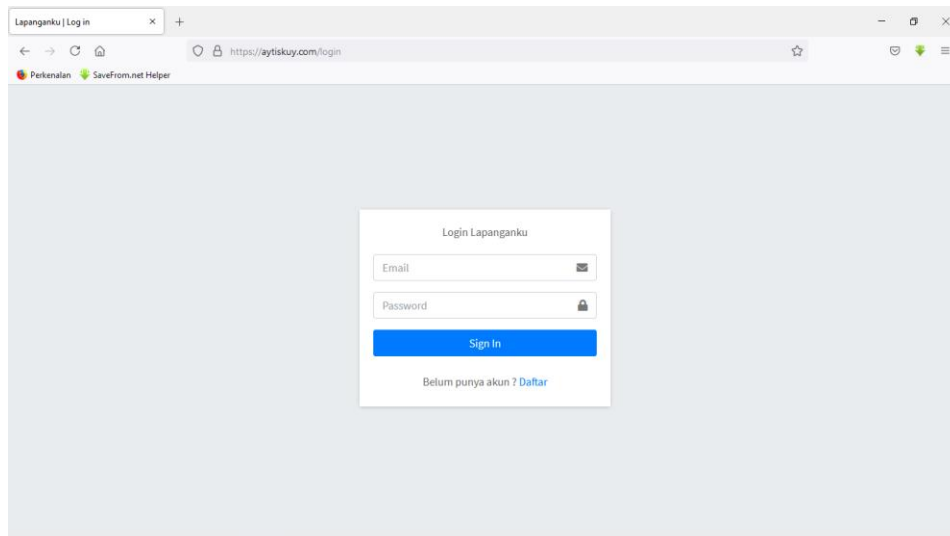 Lapanganku | Log in
https://aytiskuy.com/login
Perkenalan SaveFrom.net Helper
Login Lapanganku
Email
Password
Sign In
Belum punya akun ? Daftar